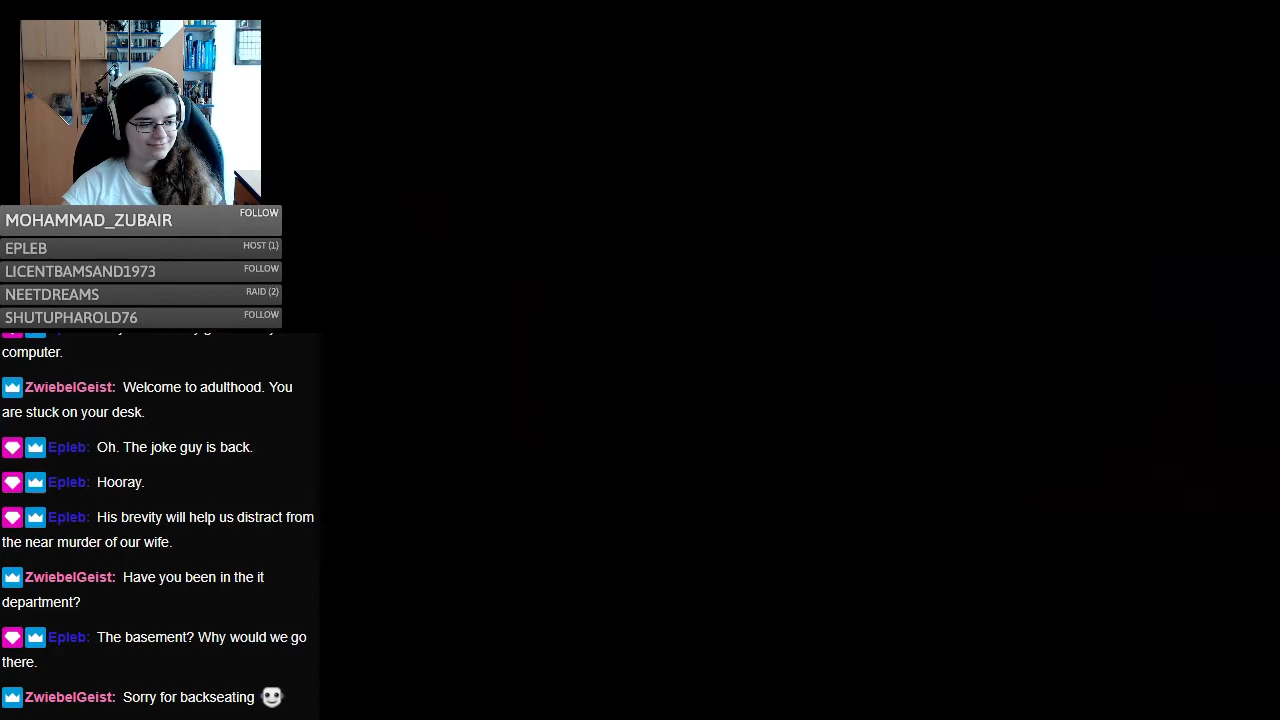 MOHAMMAD_ZUBAIR FOLLOW
EPLEB HOST (1)
LICENTBAMSAND1973 FOLLOW
NEETDREAMS RAID (2)
SHUTUPHAROLD76 FOLLOW
computer.
ZwiebelGeist: Welcome to adulthood. You
are stuck on your desk.
Epleb: Oh. The joke guy is back.
Epleb: Hooray.
Epleb: His brevity will help us distract from
the near murder of our wife.
ZwiebelGeist: Have you been in the it
department?
Epleb: The basement? Why would we go
there.
ZwiebelGeist: Sorry for backseating